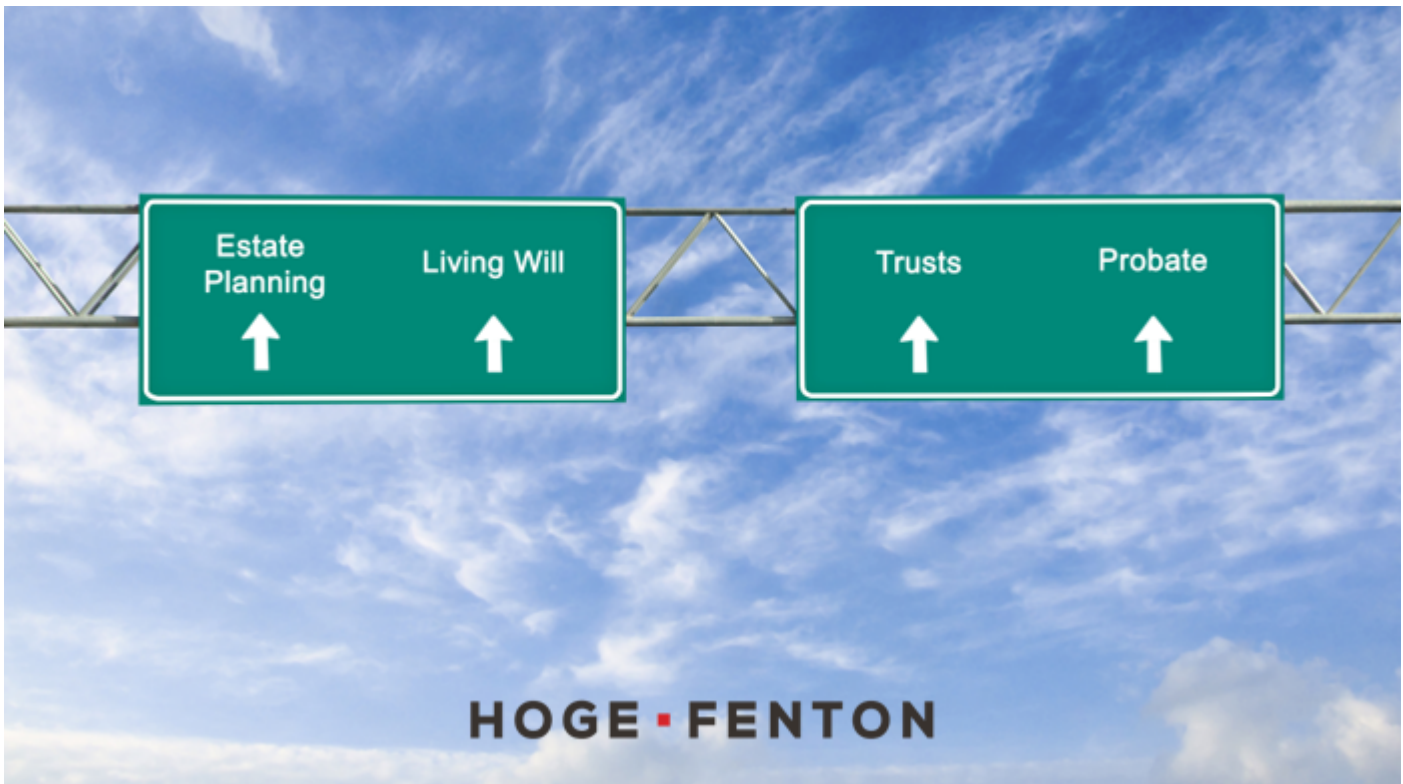 Estate
Planning
Living Will
Trusts
Probate
HOGE FENTON